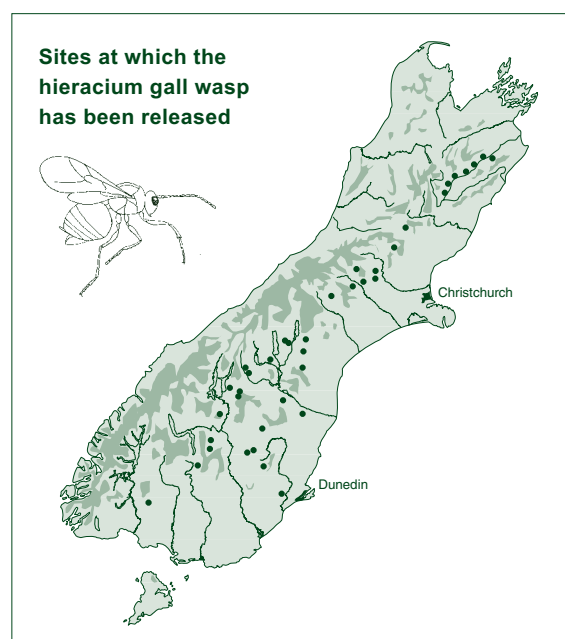 Sites at which the
hieracium gall wasp
has been released
Christchurch
Dunedin